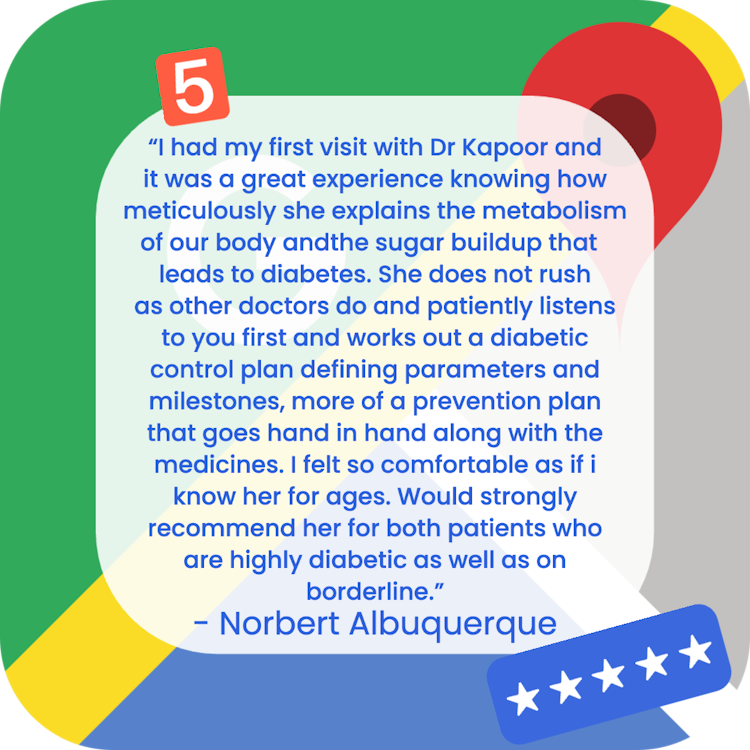 5
“I had my first visit with Dr Kapoor and
it was a great experience knowing how
meticulously she explains the metabolism
of our body andthe sugar buildup that
leads to diabetes. She does not rush
as other doctors do and patiently listens
to you first and works out a diabetic
control plan defining parameters and
milestones, more of a prevention plan
that goes hand in hand along with the
medicines. I felt so comfortable as if i
know her for ages. Would strongly
recommend her for both patients who
are highly diabetic as well as on
borderline.”
- Norbert Albuquerque